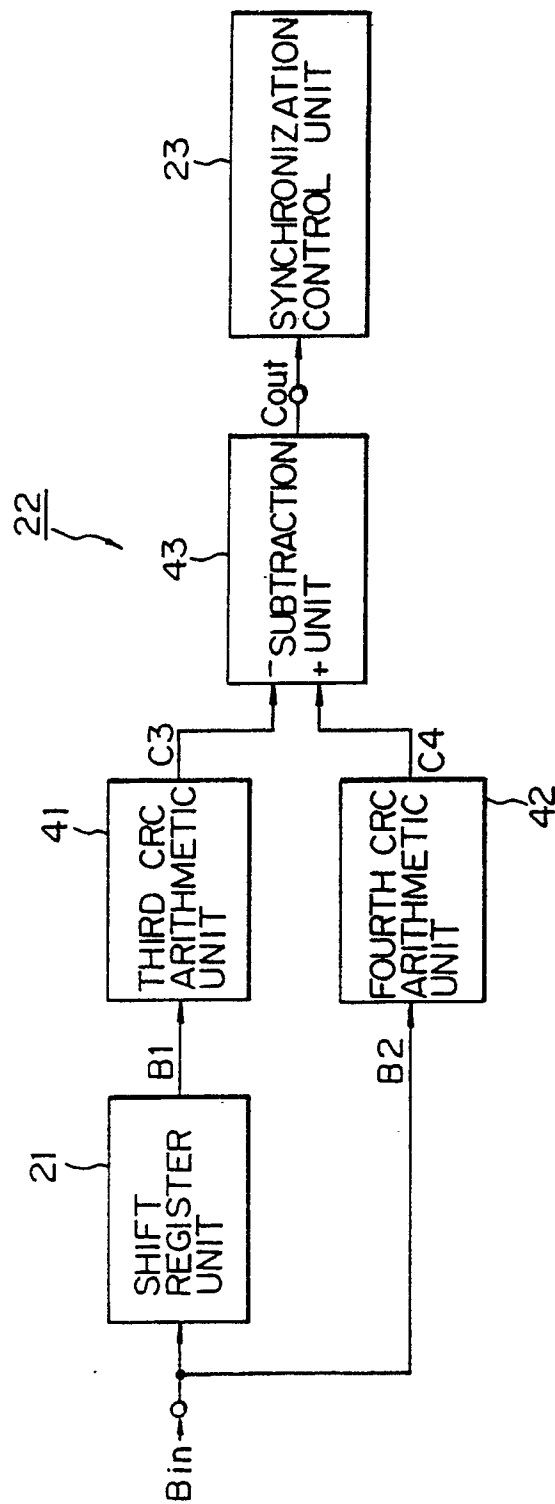 22
Bin
21
SHIFT
REGISTER
UNIT
B1
41
THIRD CRC
ARITHMETIC
UNIT
C3
B2
FOURTH CRC
ARITHMETIC
UNIT
42
C4
43
− SUBTRACTION
+ UNIT
Cout
23
SYNCHRONIZATION
CONTROL UNIT